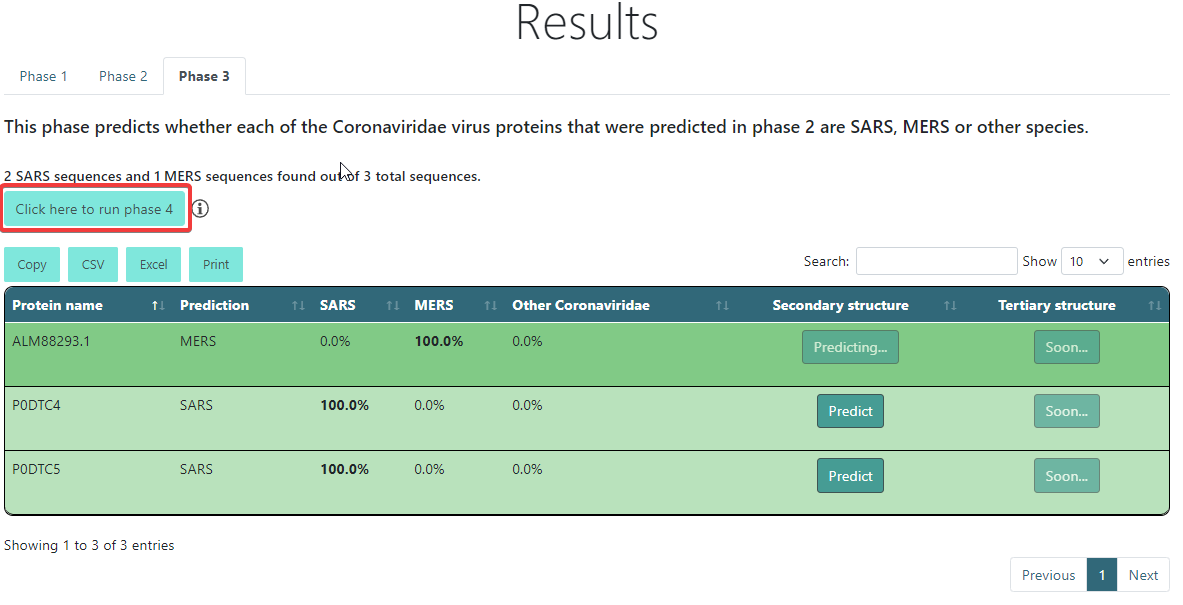 Results
Phase 1 Phase 2 Phase 3
This phase predicts whether each of the Coronaviridae virus proteins that were predicted in phase 2 are SARS, MERS or other species.
2 SARS sequences and 1 MERS sequences found out of 3 total sequences.
Click here to run phase 4
Copy CSV Excel Print Search: Show 10 entries
Protein name Prediction SARS MERS Other Coronaviridae Secondary structure Tertiary structure
ALM88293.1 MERS 0.0% 100.0% 0.0% Predicting... Soon...
P0DTC4 SARS 100.0% 0.0% 0.0% Predict Soon...
P0DTC5 SARS 100.0% 0.0% 0.0% Predict Soon...
Showing 1 to 3 of 3 entries
Previous 1 Next